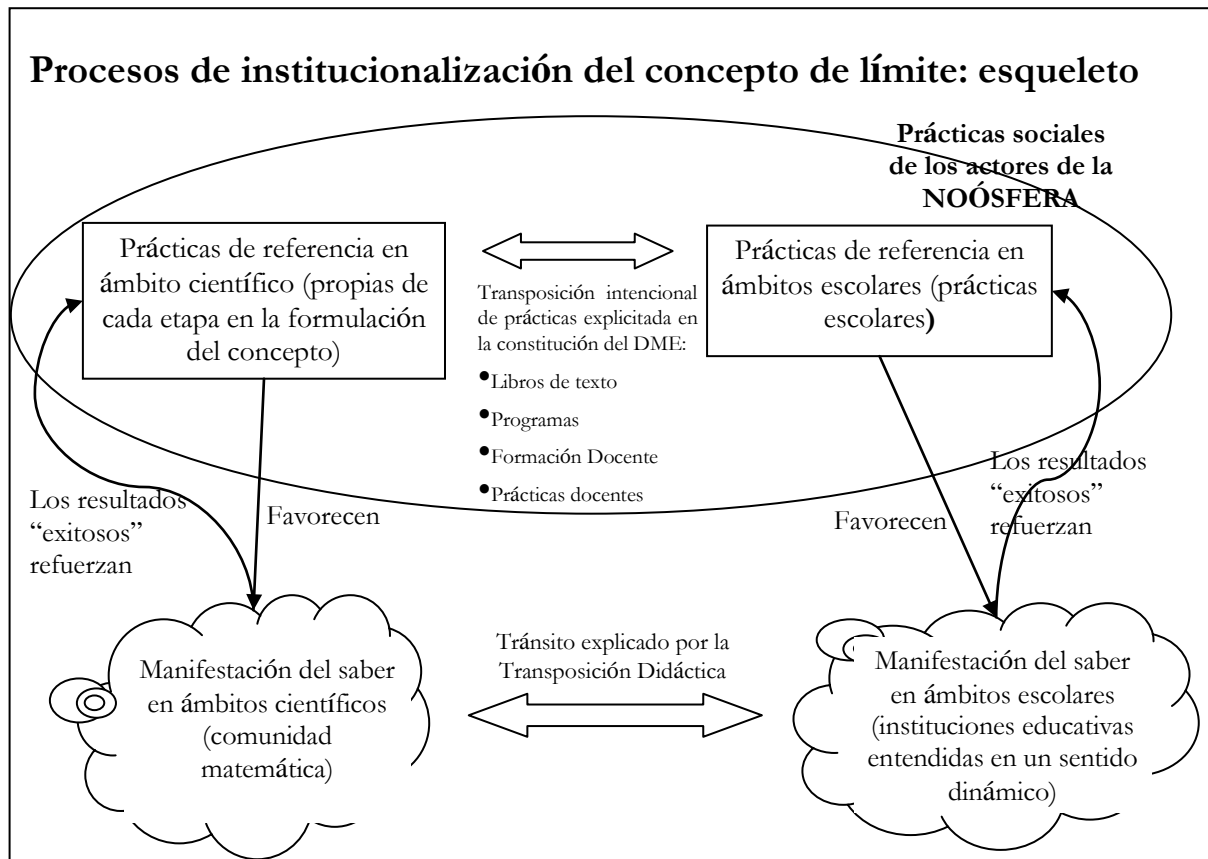 Procesos de institucionalización del concepto de límite: esqueleto
Prácticas sociales
de los actores de la
NOÓSFERA
Prácticas de referencia en
ámbito científico (propias de
cada etapa en la formulación
del concepto)
Transposición intencional
de prácticas explicitada en
la constitución del DME:
•Libros de texto
•Programas
•Formación Docente
•Prácticas docentes
Prácticas de referencia en
ámbitos escolares (prácticas
escolares)
Los resultados
“exitosos”
refuerzan
Favorecen
Favorecen
Los resultados
“exitosos”
refuerzan
Manifestación del saber
en ámbitos científicos
(comunidad
matemática)
Tránsito explicado por la
Transposición Didáctica
Manifestación del saber
en ámbitos escolares
(instituciones educativas
entendidas en un sentido
dinámico)